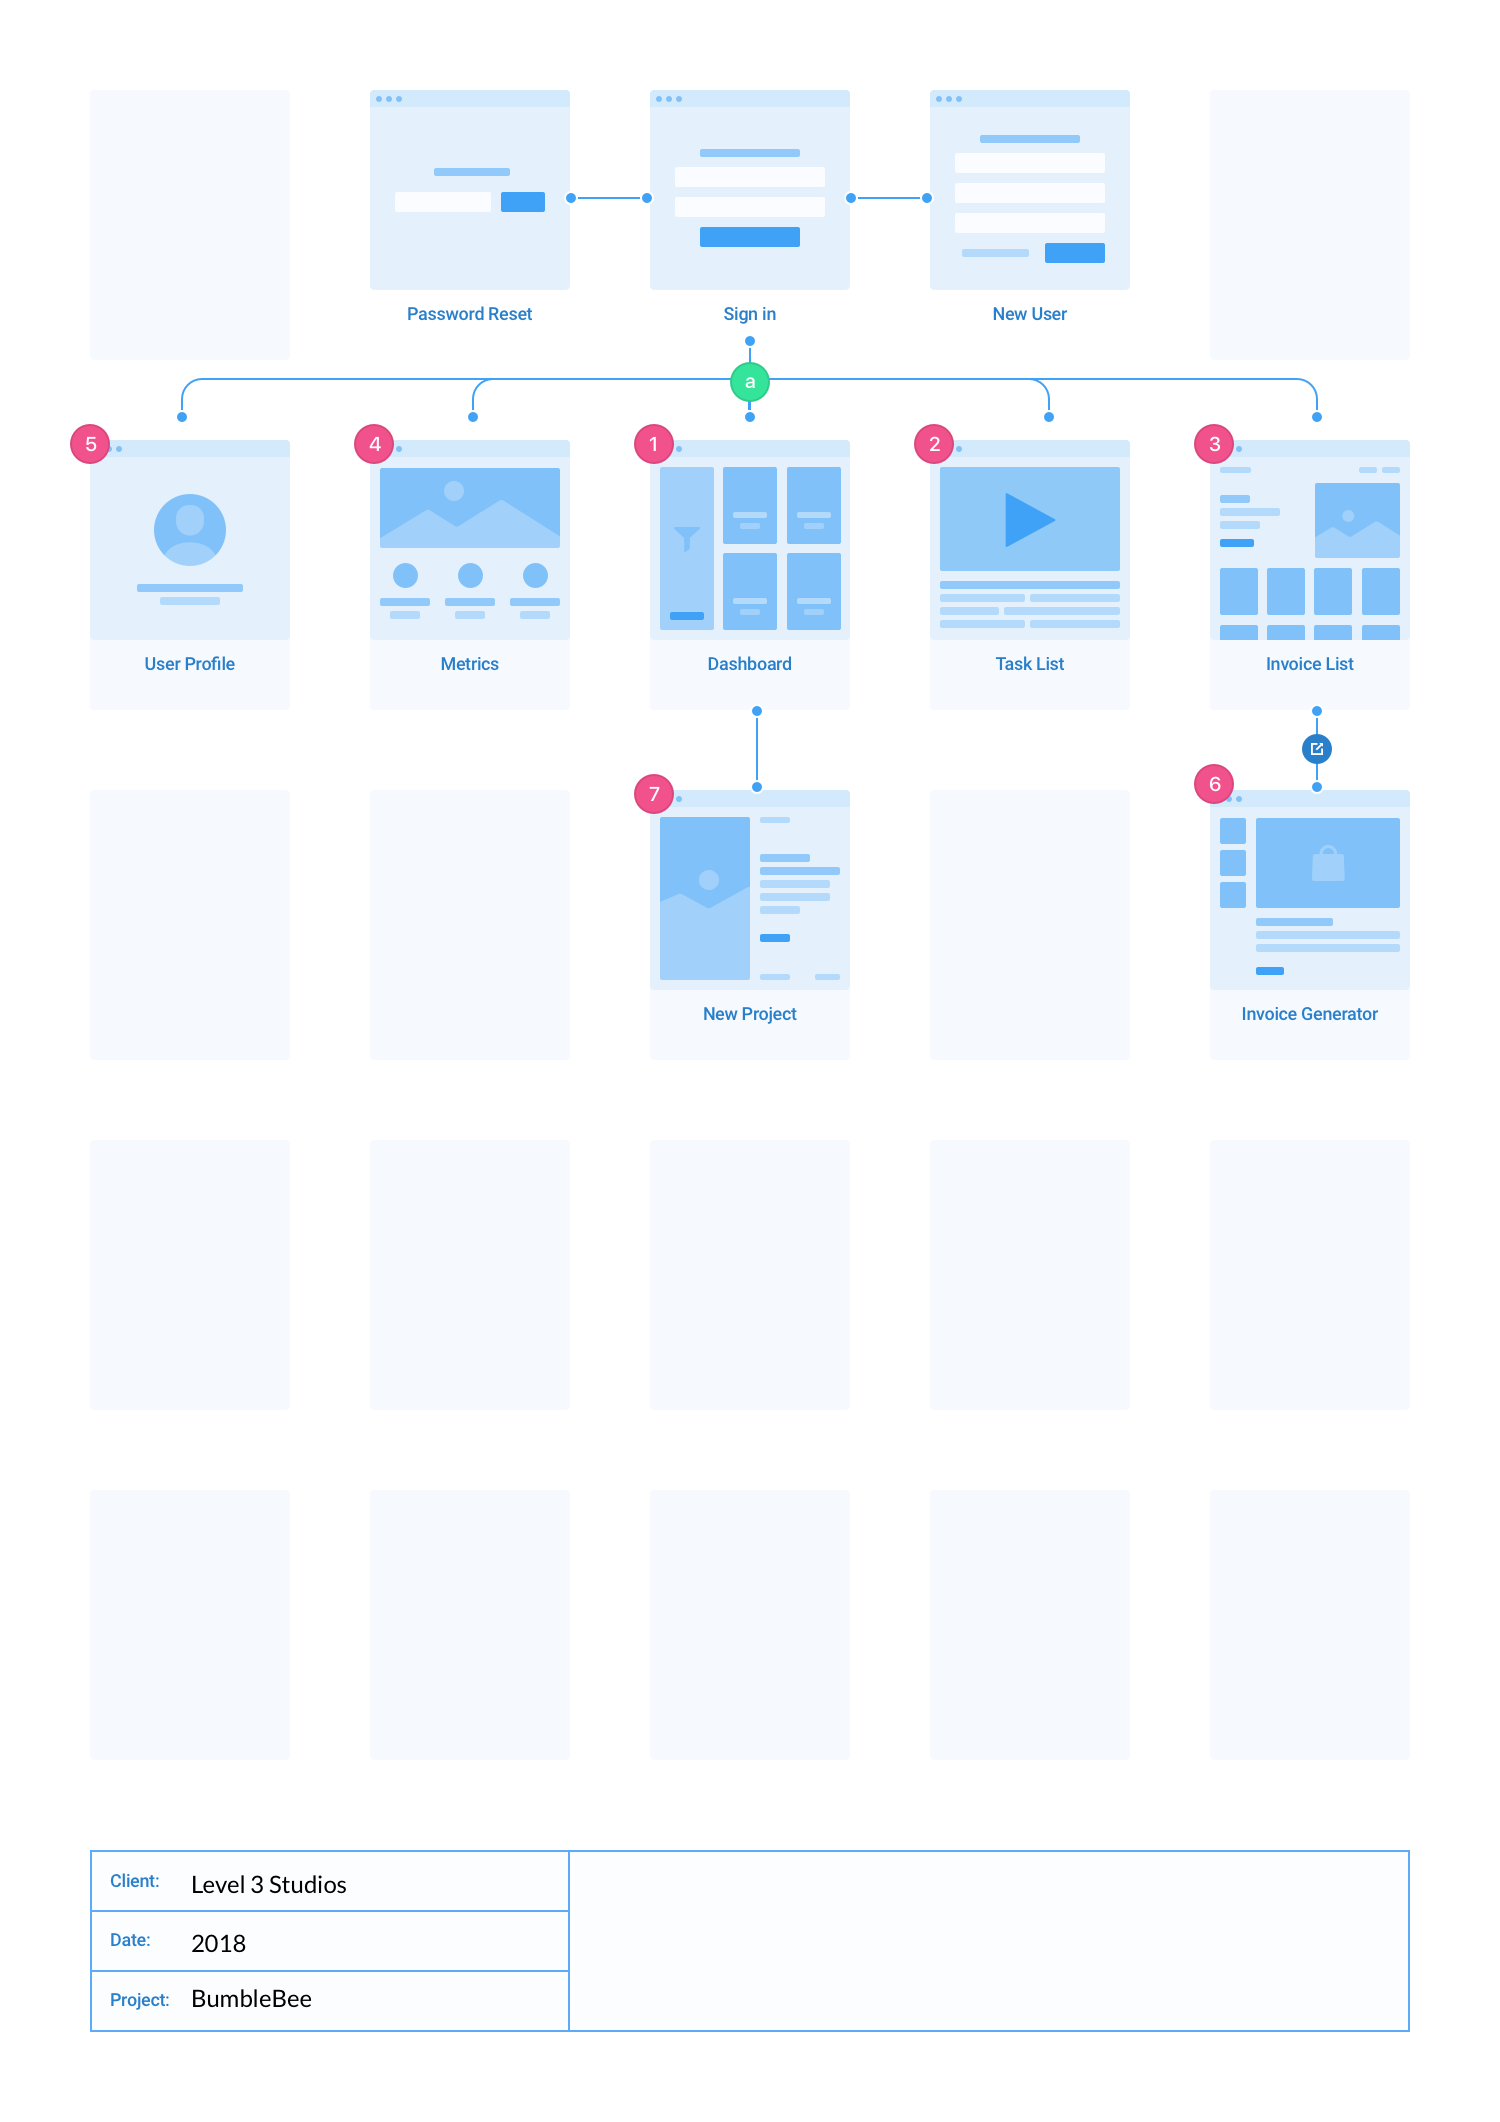 Password Reset
Sign in
New User
a
5
4
1
2
3
User Profile
Metrics
Dashboard
Task List
Invoice List
7
6
New Project
Invoice Generator
Client: Level 3 Studios
Date: 2018
Project: BumbleBee